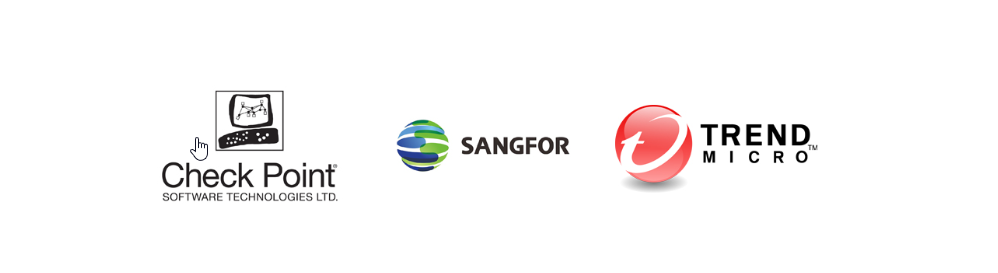 Check Point®
SOFTWARE TECHNOLOGIES LTD.
SANGFOR
TREND
MICRO™